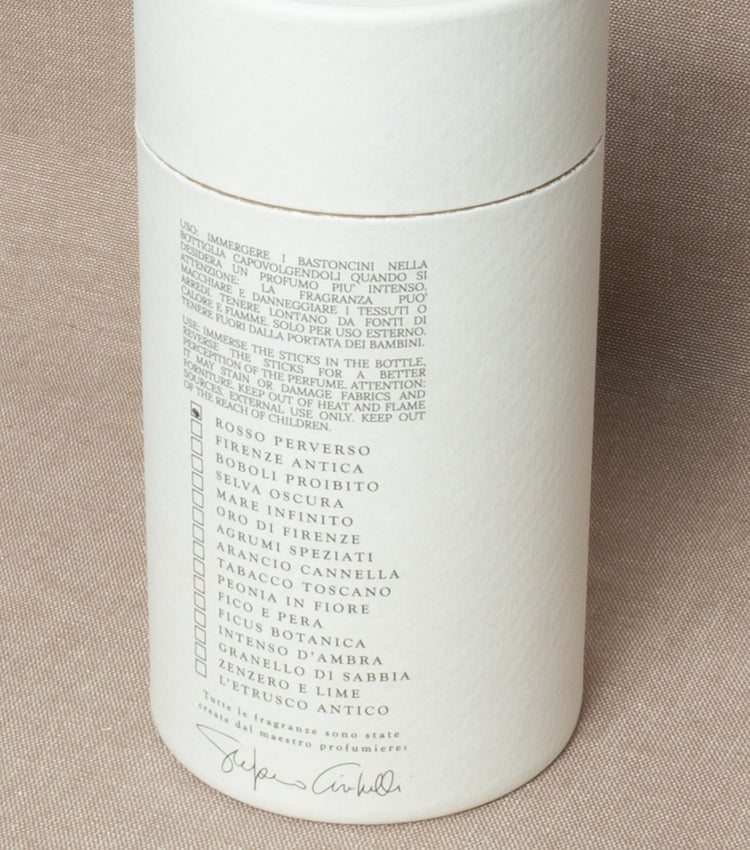 USO: IMMERGERE I BASTONCINI NELLA
BOTTIGLIA CAPOVOLGENDOLI QUANDO SI
DESIDERA UN PROFUMO PIU' INTENSO.
ATTENZIONE: LA FRAGRANZA PUO'
MACCHIARE E DANNEGGIARE I TESSUTI O
ARREDI. TENERE LONTANO DA FONTI DI
CALORE E FIAMME. SOLO PER USO ESTERNO.
TENERE FUORI DALLA PORTATA DEI BAMBINI.
USE: IMMERSE THE STICKS IN THE BOTTLE,
REVERSE THE STICKS FOR A BETTER
PERCEPITION OF THE PERFUME. ATTENTION:
IT MAY STAIN OR DAMAGE FABRICS AND
FORNITURE. KEEP OUT OF HEAT AND FLAME
SOURCES. EXTERNAL USE ONLY. KEEP OUT
OF THE REACH OF CHILDREN.
ROSSO PERVERSO
FIRENZE ANTICA
BOBOLI PROIBITO
SELVA OSCURA
MARE INFINITO
ORO DI FIRENZE
AGRUMI SPEZIATI
ARANCIO CANNELLA
TABACCO TOSCANO
PEONIA IN FIORE
FICO E PERA
FICUS BOTANICA
INTENSO D'AMBRA
GRANELLO DI SABBIA
ZENZERO E LIME
L'ETRUSCO ANTICO
Tutte le fragranze sono state
create dal maestro profumiere: